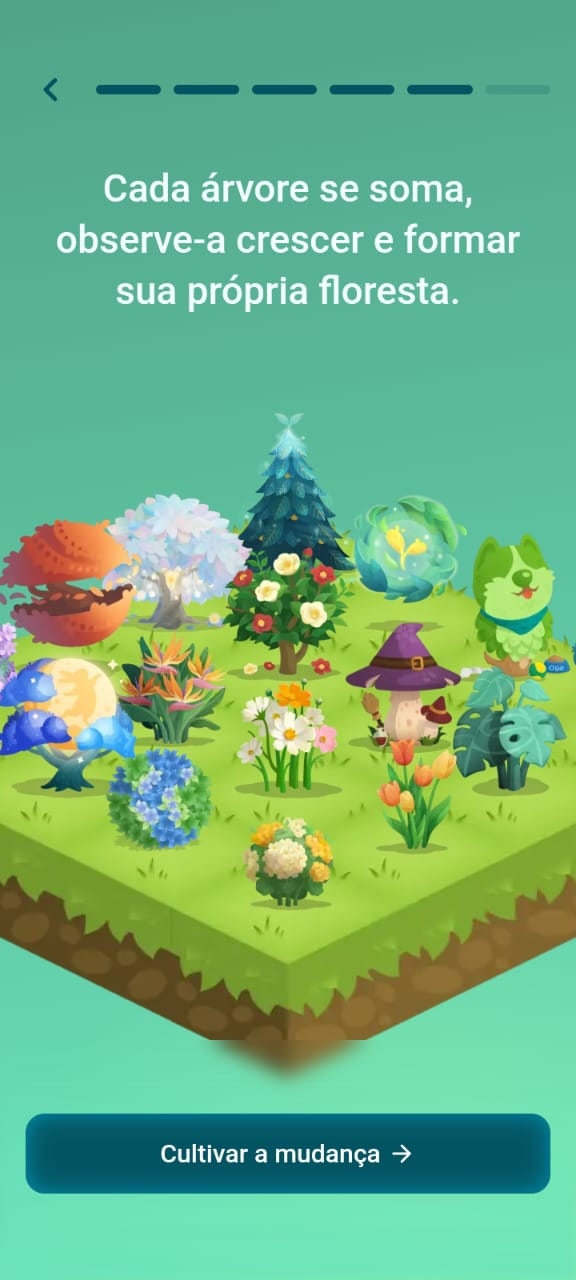 Cada árvore se soma,
observe-a crescer e formar
sua própria floresta.
Cultivar a mudança →